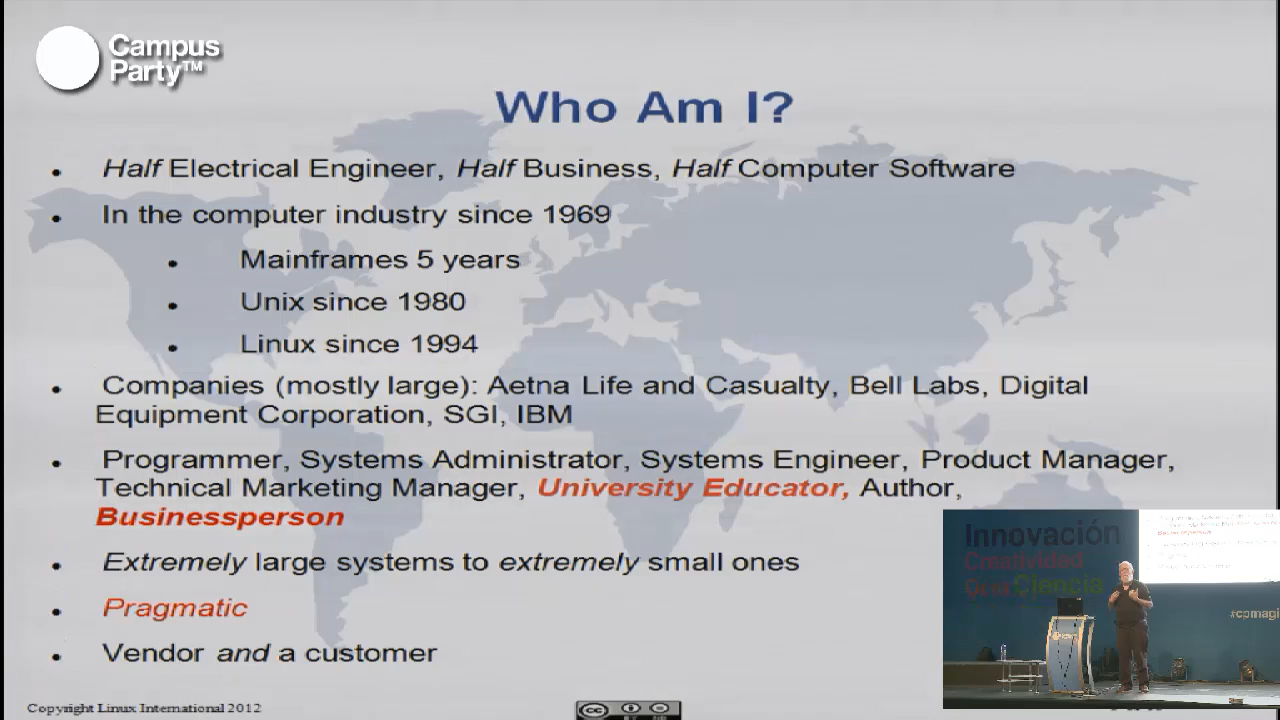 Campus
Party™
Who Am I?
Half Electrical Engineer, Half Business, Half Computer Software
In the computer industry since 1969
Mainframes 5 years
Unix since 1980
Linux since 1994
Companies (mostly large): Aetna Life and Casualty, Bell Labs, Digital
Equipment Corporation, SGI, IBM
Programmer, Systems Administrator, Systems Engineer, Product Manager,
Technical Marketing Manager, University Educator, Author,
Businessperson
Extremely large systems to extremely small ones
Pragmatic
Vendor and a customer
Innovación
Creatividad
Ciencia
#cpmagi
Copyright Linux International 2012
cc